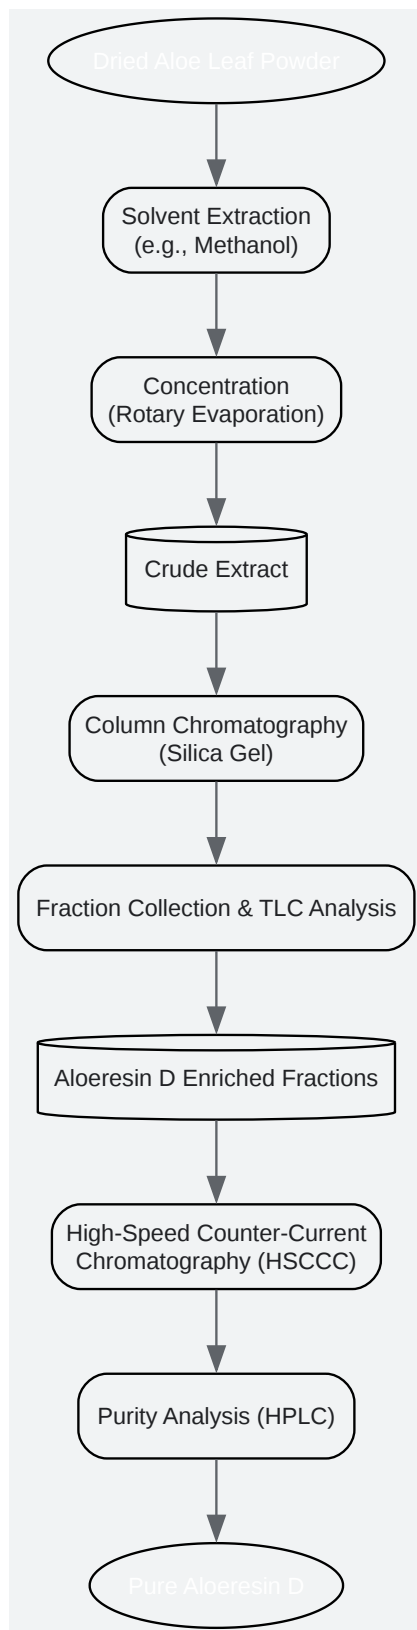 Dried Aloe Leaf Powder
Solvent Extraction
(e.g., Methanol)
Concentration
(Rotary Evaporation)
Crude Extract
Column Chromatography
(Silica Gel)
Fraction Collection & TLC Analysis
Aloeresin D Enriched Fractions
High-Speed Counter-Current
Chromatography (HSCCC)
Purity Analysis (HPLC)
Pure Aloeresin D